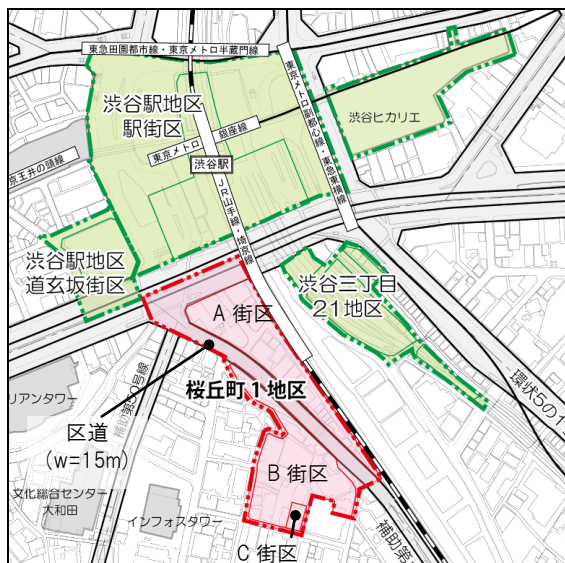 東急田園都市線・東京メトロ半蔵門線
渋谷駅地区
駅街区
東京メトロ銀座線
東京メトロ副都心線・東急東横線
渋谷ヒカリエ
京王井の頭線
渋谷駅
JR山手線・埼京線
渋谷駅地区
道玄坂街区
渋谷三丁目
21地区
A 街区
桜丘町1地区
リアンタワー
区道
(w=15m)
B 街区
文化総合センター
大和田
インフォスタワー
C 街区
環状5の1
補助第